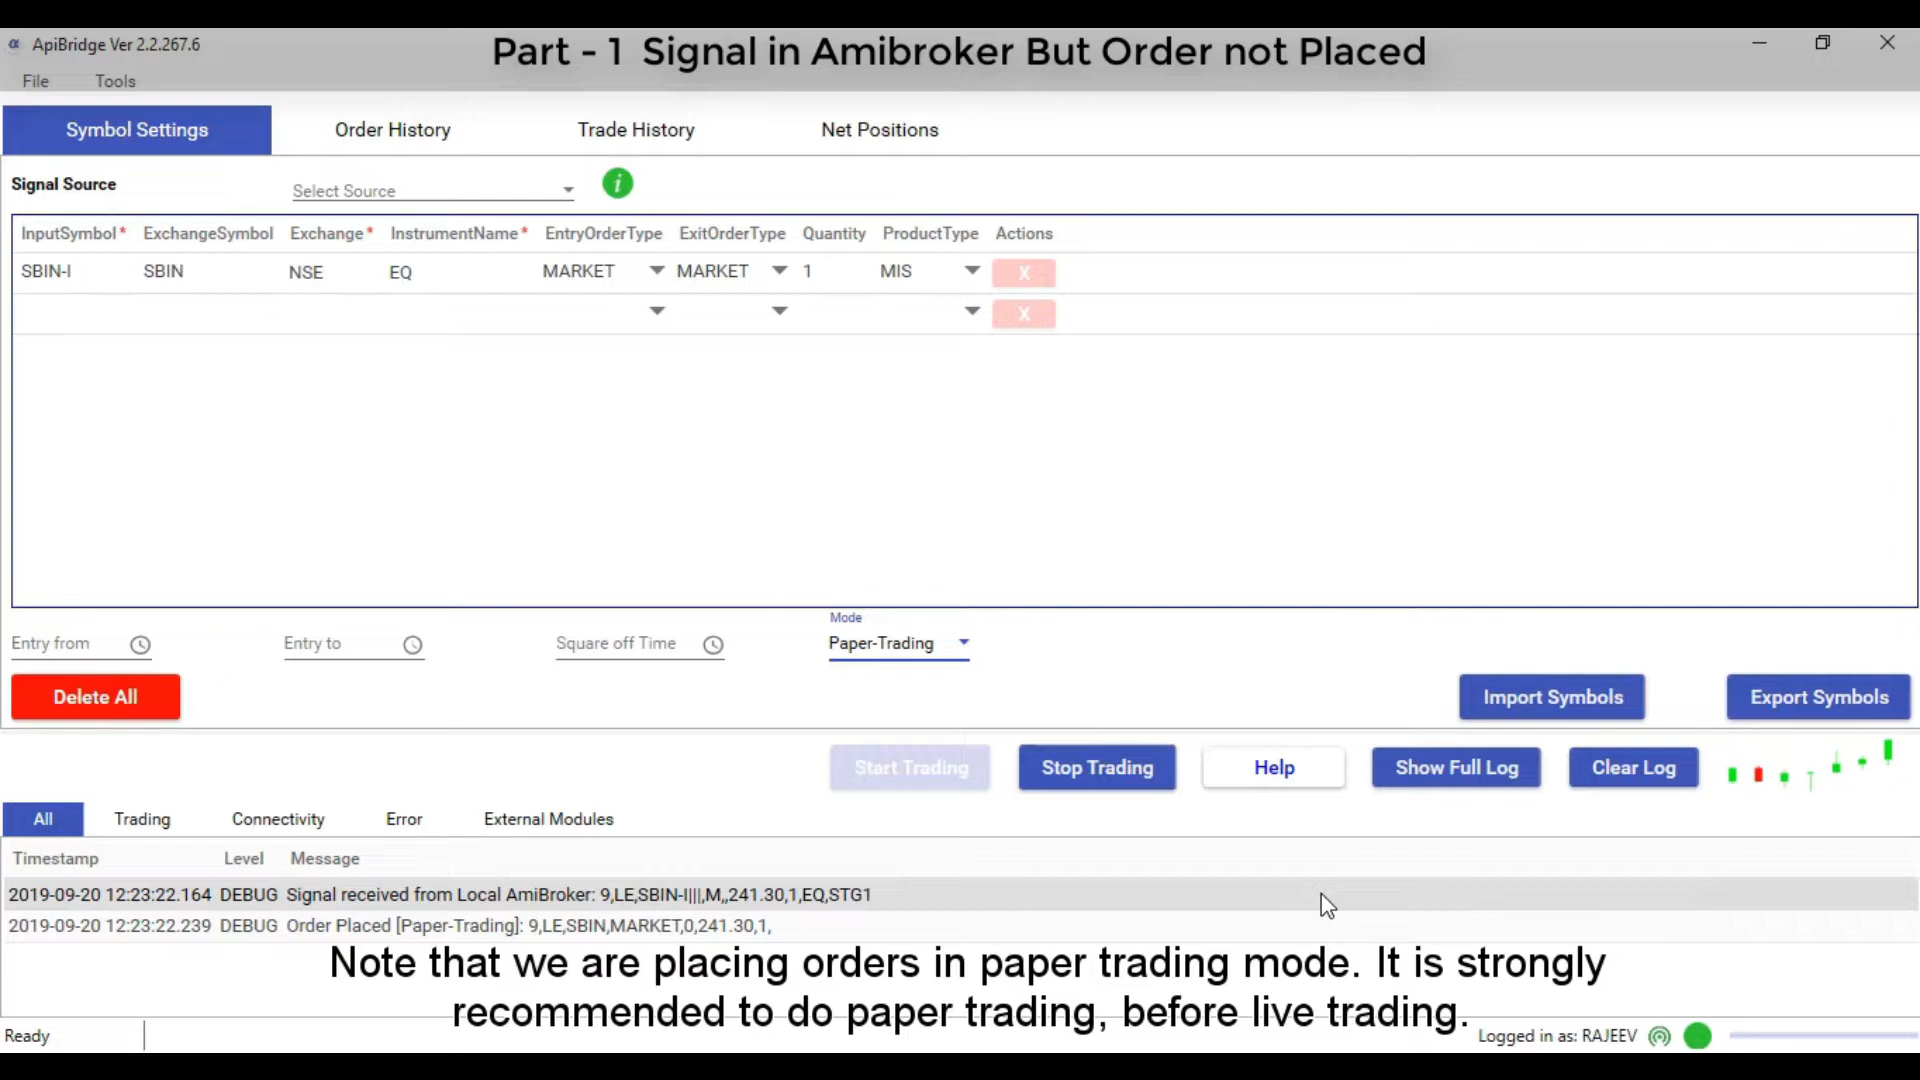 α ApiBridge Ver 2.2.267.6
Part - 1 Signal in Amibroker But Order not Placed
File Tools
Symbol Settings Order History Trade History Net Positions
Signal Source Select Source i
InputSymbol* ExchangeSymbol Exchange* InstrumentName* EntryOrderType ExitOrderType Quantity ProductType Actions
SBIN-I SBIN NSE EQ MARKET MARKET 1 MIS X
X
Mode
Entry from Entry to Square off Time Paper-Trading
Delete All Import Symbols Export Symbols
Start Trading Stop Trading Help Show Full Log Clear Log
All Trading Connectivity Error External Modules
Timestamp Level Message
2019-09-20 12:23:22.164 DEBUG Signal received from Local AmiBroker: 9,LE,SBIN-I||||,M,,241.30,1,EQ,STG1
2019-09-20 12:23:22.239 DEBUG Order Placed [Paper-Trading]: 9,LE,SBIN,MARKET,0,241.30,1,
Note that we are placing orders in paper trading mode. It is strongly
recommended to do paper trading, before live trading.
Ready Logged in as: RAJEEV